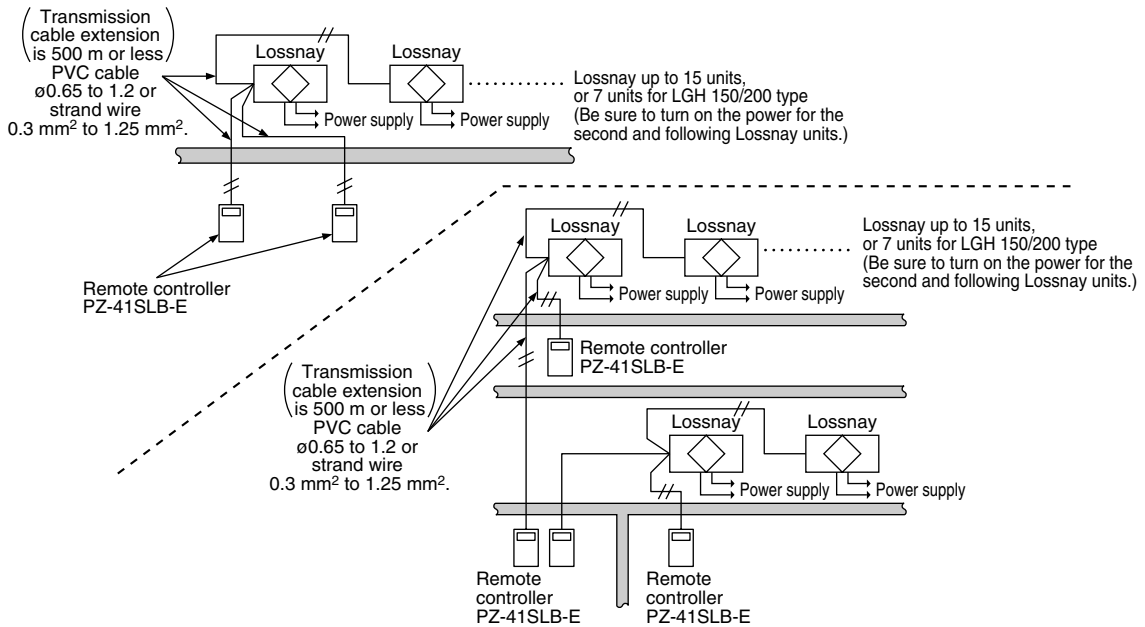 Transmission
cable extension
is 500 m or less
PVC cable
ø0.65 to 1.2 or
strand wire
0.3 mm² to 1.25 mm².
Lossnay
Lossnay
Power supply
Power supply
Lossnay up to 15 units,
or 7 units for LGH 150/200 type
(Be sure to turn on the power for the
second and following Lossnay units.)
Remote controller
PZ-41SLB-E
Lossnay
Lossnay
Power supply
Power supply
Lossnay up to 15 units,
or 7 units for LGH 150/200 type
(Be sure to turn on the power for the
second and following Lossnay units.)
Remote controller
PZ-41SLB-E
Transmission
cable extension
is 500 m or less
PVC cable
ø0.65 to 1.2 or
strand wire
0.3 mm² to 1.25 mm².
Lossnay
Lossnay
Power supply
Power supply
Remote
controller
PZ-41SLB-E
Remote
controller
PZ-41SLB-E